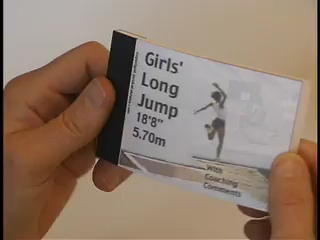 Girls'
Long
Jump
18'8"
5.70m
with
Coaching
Comments